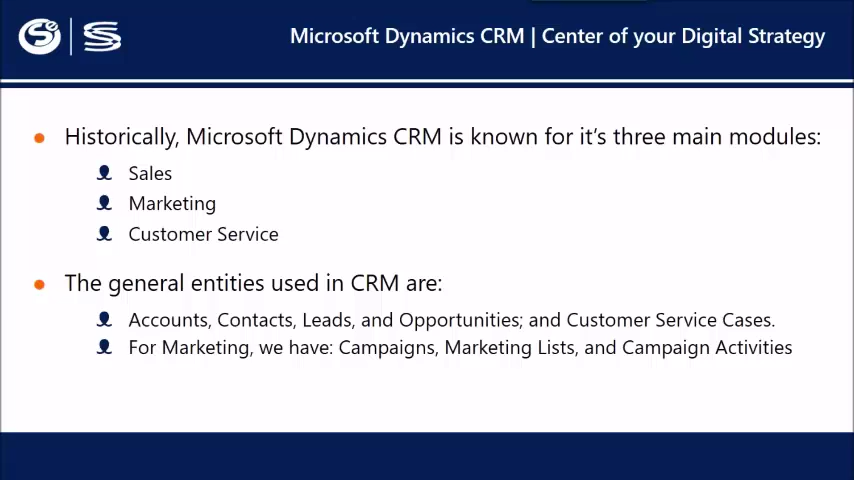 Microsoft Dynamics CRM | Center of your Digital Strategy
Historically, Microsoft Dynamics CRM is known for it's three main modules:
Sales
Marketing
Customer Service
The general entities used in CRM are:
Accounts, Contacts, Leads, and Opportunities; and Customer Service Cases.
For Marketing, we have: Campaigns, Marketing Lists, and Campaign Activities